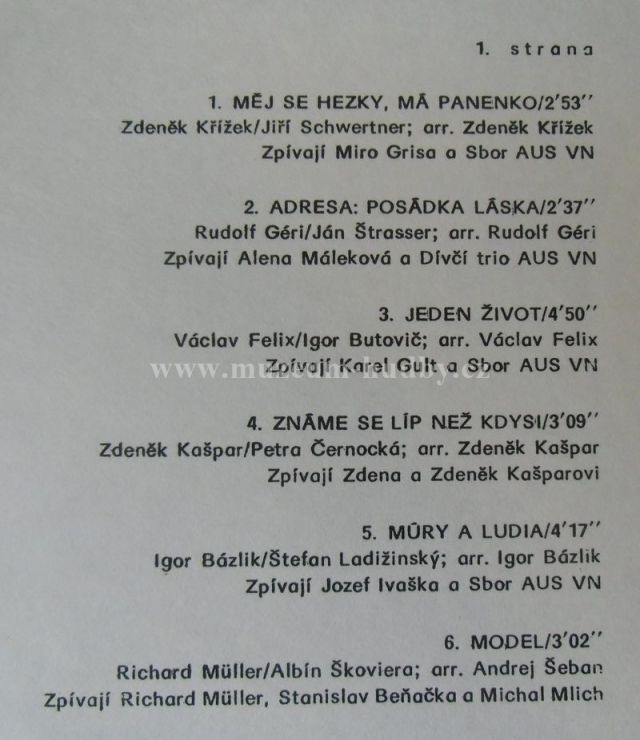 1. strana
1. MĚJ SE HEZKY, MÁ PANENKO/2'53''
Zdeněk Křížek/Jiří Schwertner; arr. Zdeněk Křížek
Zpívají Miro Grisa a Sbor AUS VN
2. ADRESA: POSÁDKA LÁSKA/2'37''
Rudolf Géri/Ján Štrasser; arr. Rudolf Géri
Zpívají Alena Máleková a Dívčí trio AUS VN
3. JEDEN ŽIVOT/4'50''
Václav Felix/Igor Butovič; arr. Václav Felix
www.muzeum-hudby.cz
Zpívají Karel Gult a Sbor AUS VN
4. ZNÁME SE LÍP NEŽ KDYSI/3'09''
Zdeněk Kašpar/Petra Černocká; arr. Zdeněk Kašpar
Zpívají Zdena a Zdeněk Kašparovi
5. MŮRY A LUDIA/4'17''
Igor Bázlik/Štefan Ladižinský; arr. Igor Bázlik
Zpívají Jozef Ivaška a Sbor AUS VN
6. MODEL/3'02''
Richard Müller/Albín Škoviera; arr. Andrej Šeban
Zpívají Richard Müller, Stanislav Beňačka a Michal Mlich